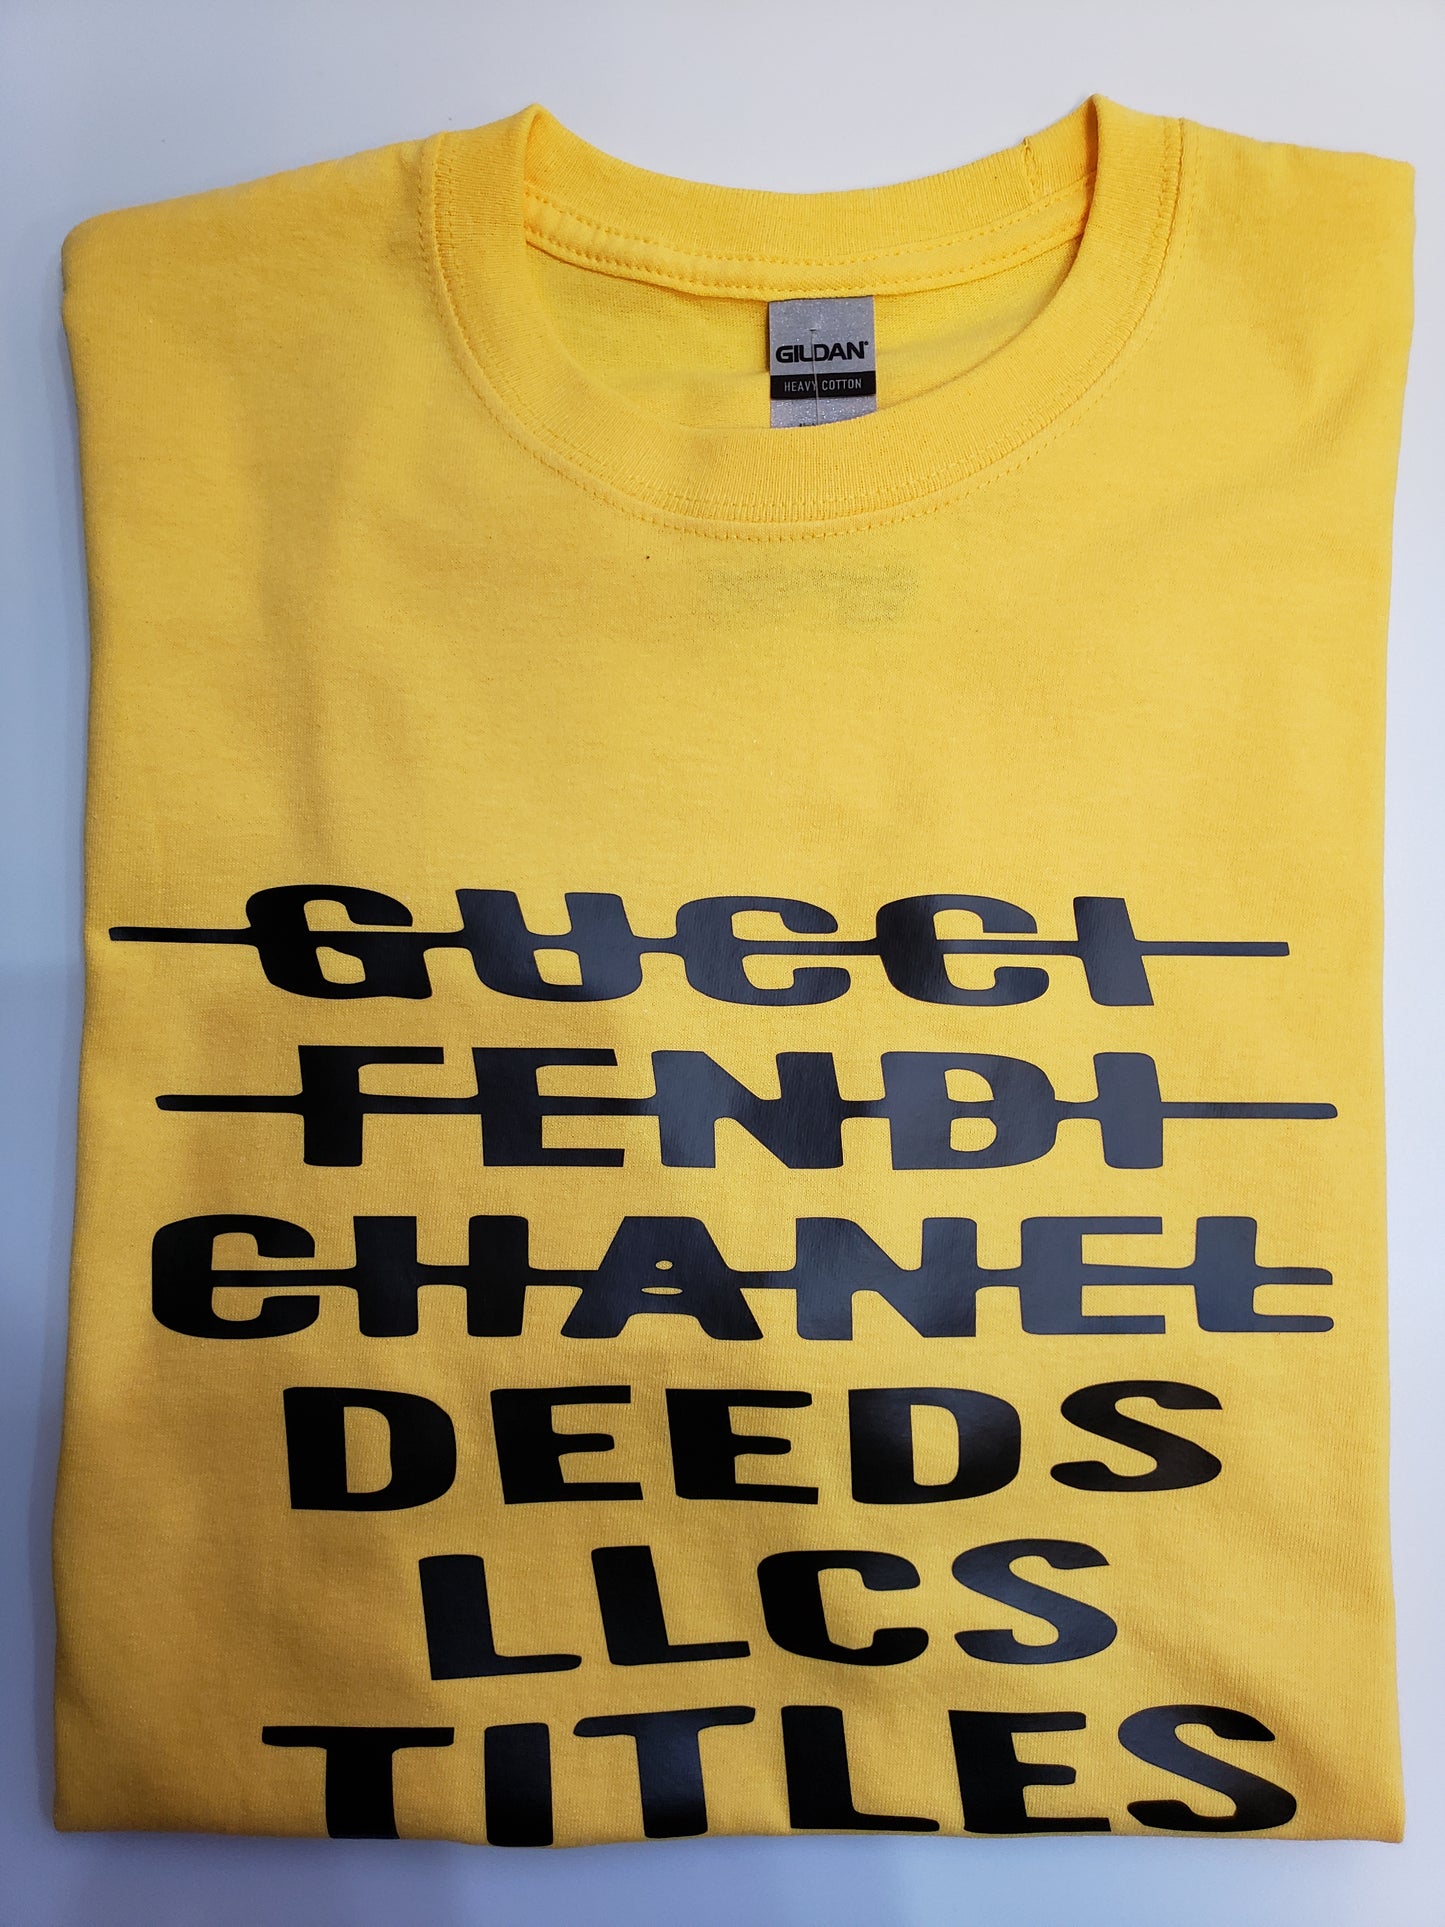 GILDAN®
HEAVY COTTON
GUCCI
FENDI
CHANEL
DEEDS
LLCS
TITLES